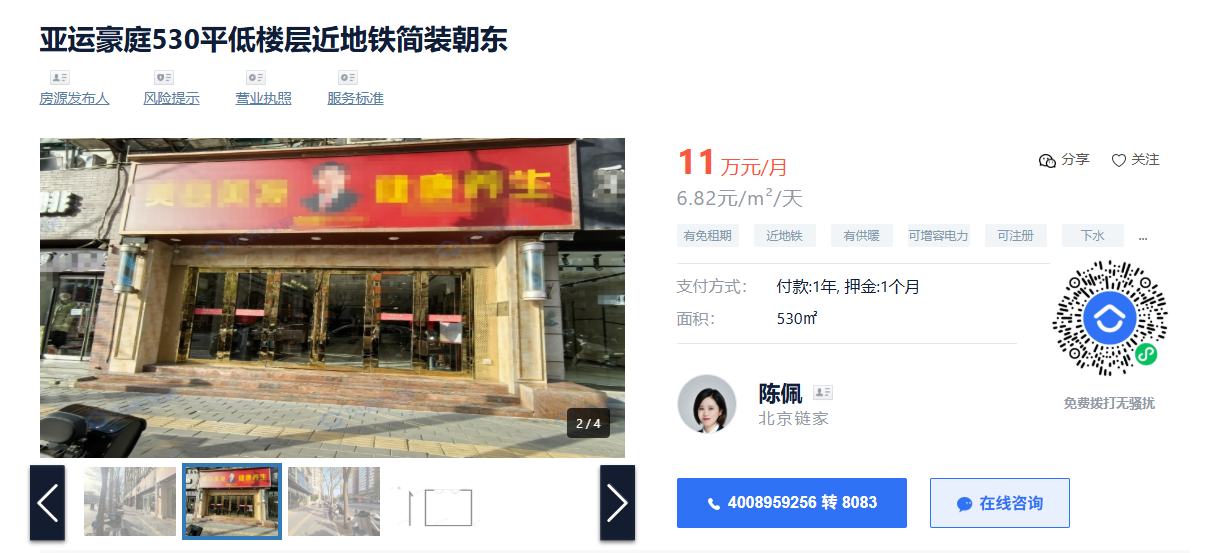 亚运豪庭530平低楼层近地铁简装朝东
房源发布人
风险提示
营业执照
服务标准
养生
2 / 4
11 万元/月
分享
关注
6.82元/m²/天
有免租期
近地铁
有供暖
可增容电力
可注册
下水
...
支付方式： 付款:1年, 押金:1个月
面积： 530㎡
陈佩
北京链家
免费拨打无骚扰
4008959256 转 8083
在线咨询